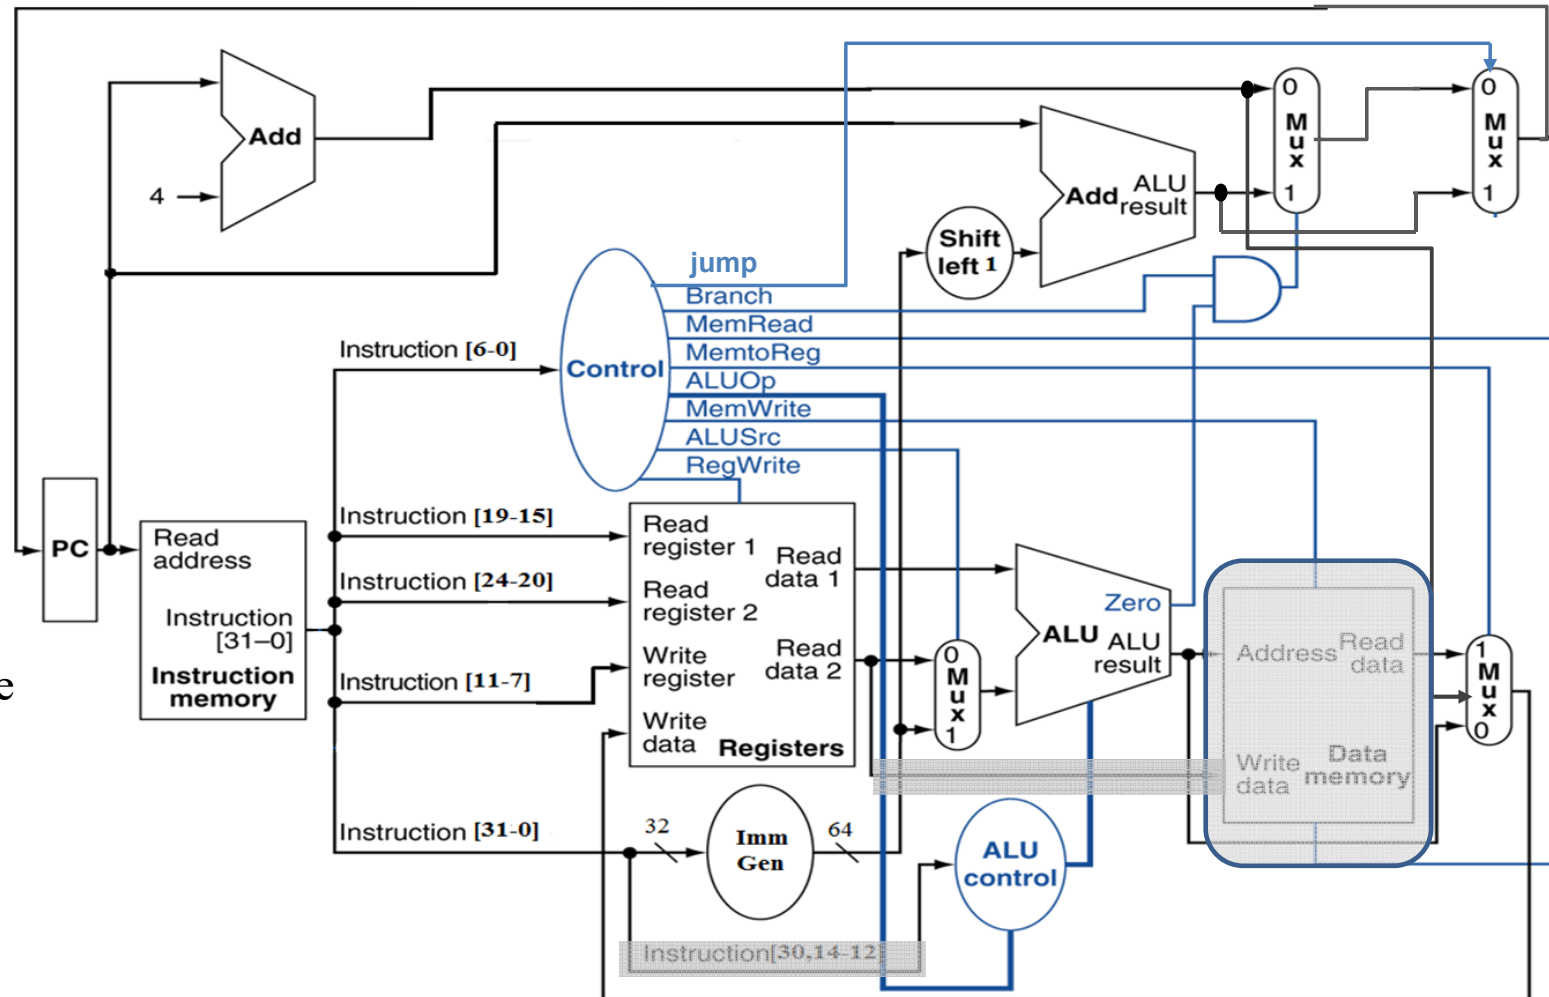 Add
4
0
M
u
x
1
0
M
u
x
1
Add
ALU
result
Shift
left 1
jump
Branch
MemRead
MemtoReg
ALUOp
MemWrite
ALUSrc
RegWrite
Control
Instruction [6-0]
PC
Read
address
Instruction
[31–0]
Instruction
memory
Instruction [19-15]
Instruction [24-20]
Instruction [11-7]
Instruction [31-0]
Read
register 1
Read
register 2
Write
register
Write
data
Read
data 1
Read
data 2
Registers
0
M
u
x
1
Zero
ALU
ALU
result
Address
Read
data
Write
data
Data
memory
1
M
u
x
0
e
32
Imm
Gen
64
ALU
control
Instruction[30,14-12]